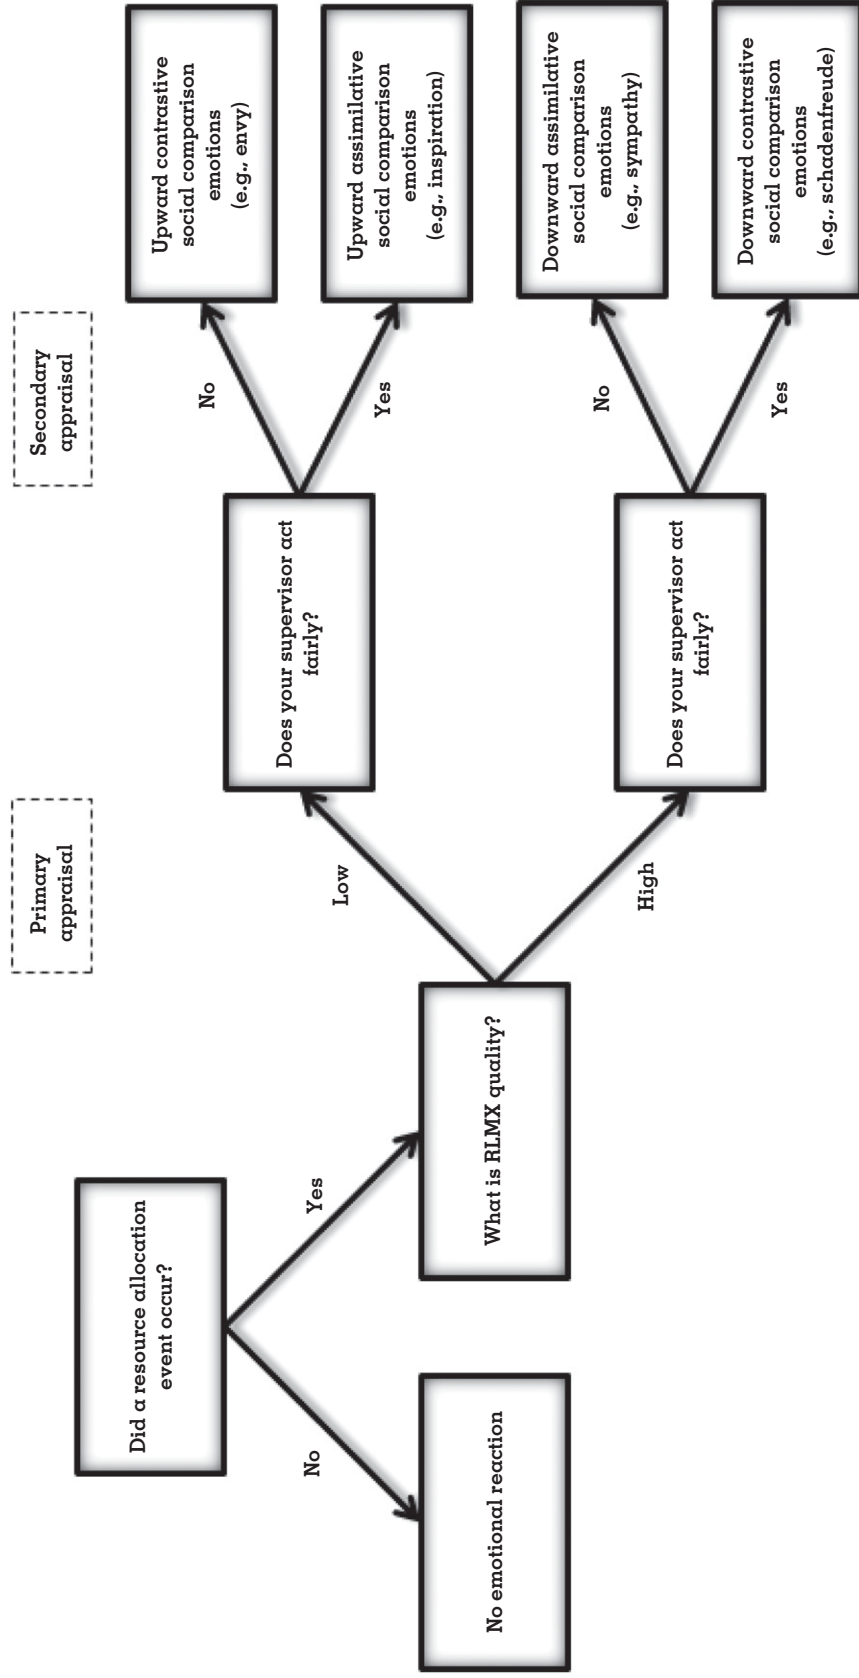 Did a resource allocation
event occur?
No
Yes
No emotional reaction
What is RLMX quality?
Primary
appraisal
Low
High
Does your supervisor act
fairly?
Does your supervisor act
fairly?
Secondary
appraisal
No
Yes
No
Yes
Upward contrastive
social comparison
emotions
(e.g., envy)
Upward assimilative
social comparison
emotions
(e.g., inspiration)
Downward assimilative
social comparison
emotions
(e.g., sympathy)
Downward contrastive
social comparison
emotions
(e.g., schadenfreude)